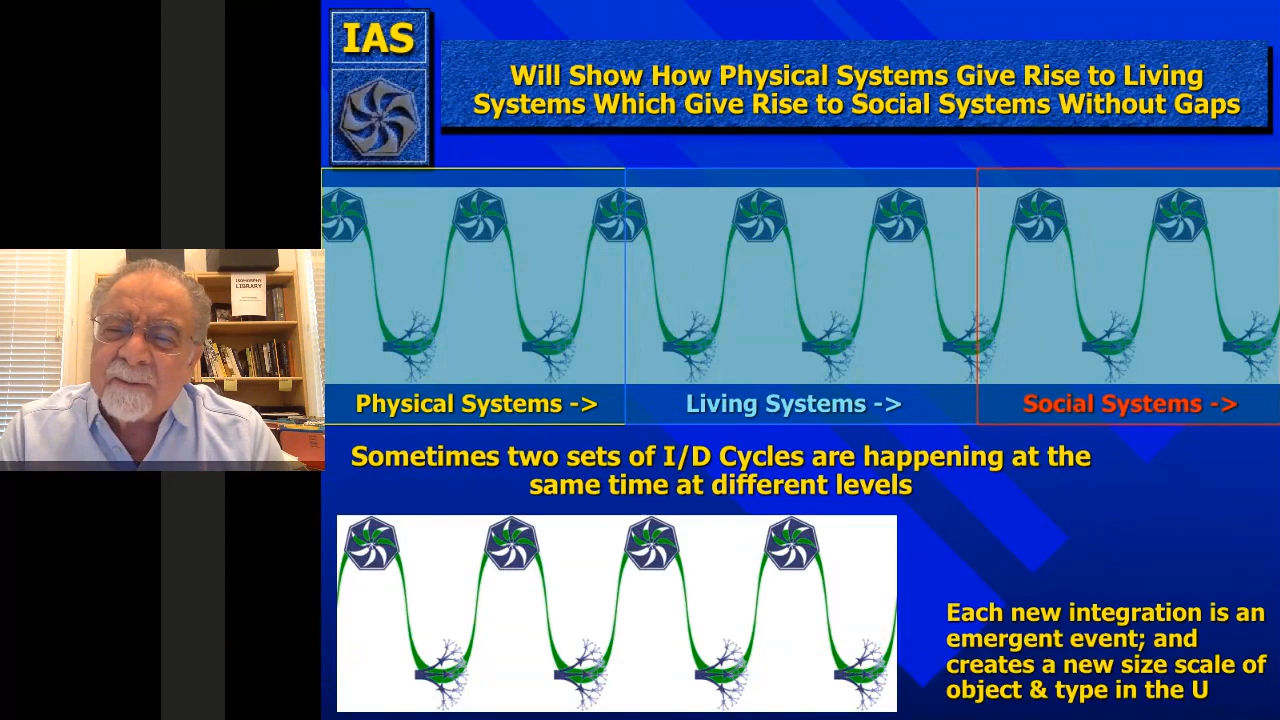 IAS
Will Show How Physical Systems Give Rise to Living
Systems Which Give Rise to Social Systems Without Gaps
Physical Systems ->
Living Systems ->
Social Systems ->
Sometimes two sets of I/D Cycles are happening at the
same time at different levels
Each new integration is an
emergent event; and
creates a new size scale of
object & type in the U
ISOMORPHY
LIBRARY